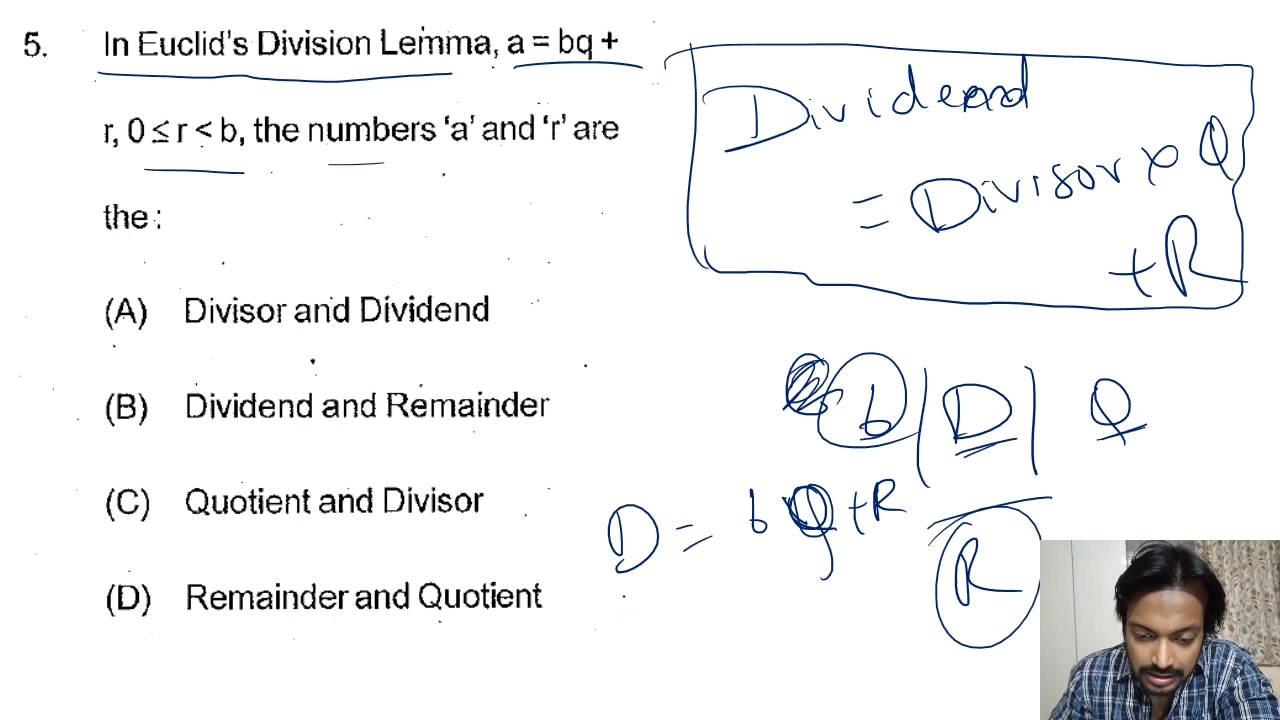 5. In Euclid's Division Lemma, a = bq +
r, 0 ≤ r < b, the numbers 'a' and 'r' are
the :
(A) Divisor and Dividend
(B) Dividend and Remainder
(C) Quotient and Divisor
(D) Remainder and Quotient
Dividend
= Divisor × Q
+ R
b | D | Q
R
D = b Q + R